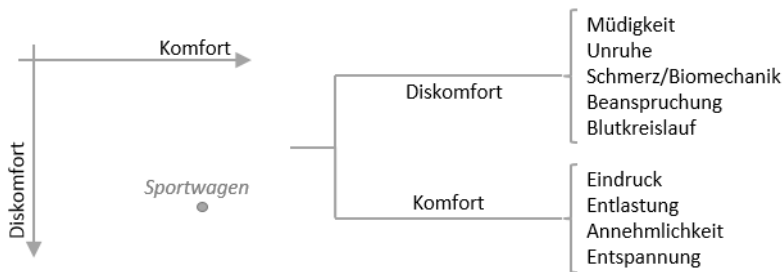 Komfort
Diskomfort
Sportwagen
Diskomfort
Müdigkeit
Unruhe
Schmerz/Biomechanik
Beanspruchung
Blutkreislauf
Komfort
Eindruck
Entlastung
Annehmlichkeit
Entspannung